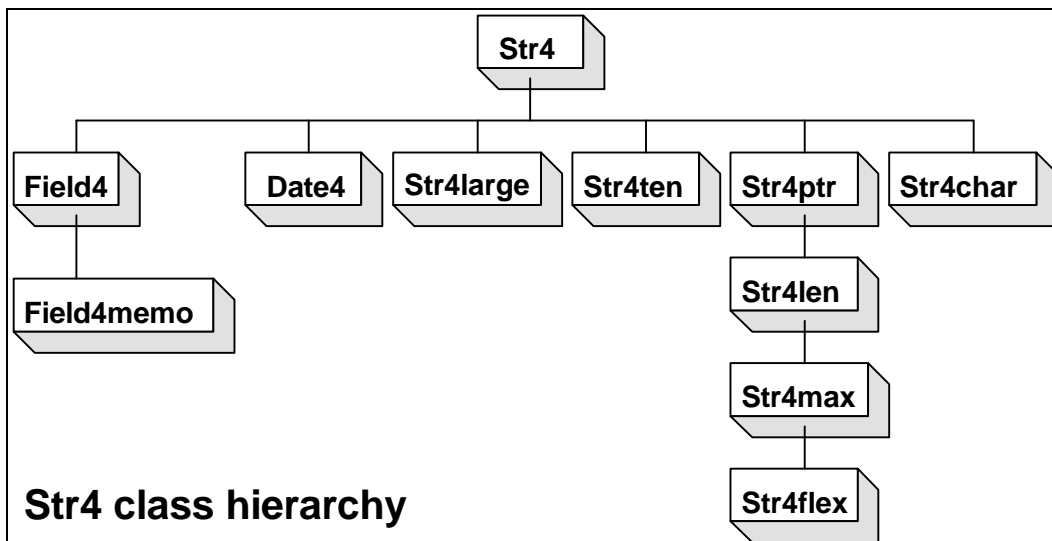 Str4
Field4
Date4
Str4large
Str4ten
Str4ptr
Str4char
Field4memo
Str4len
Str4max
Str4flex
Str4 class hierarchy